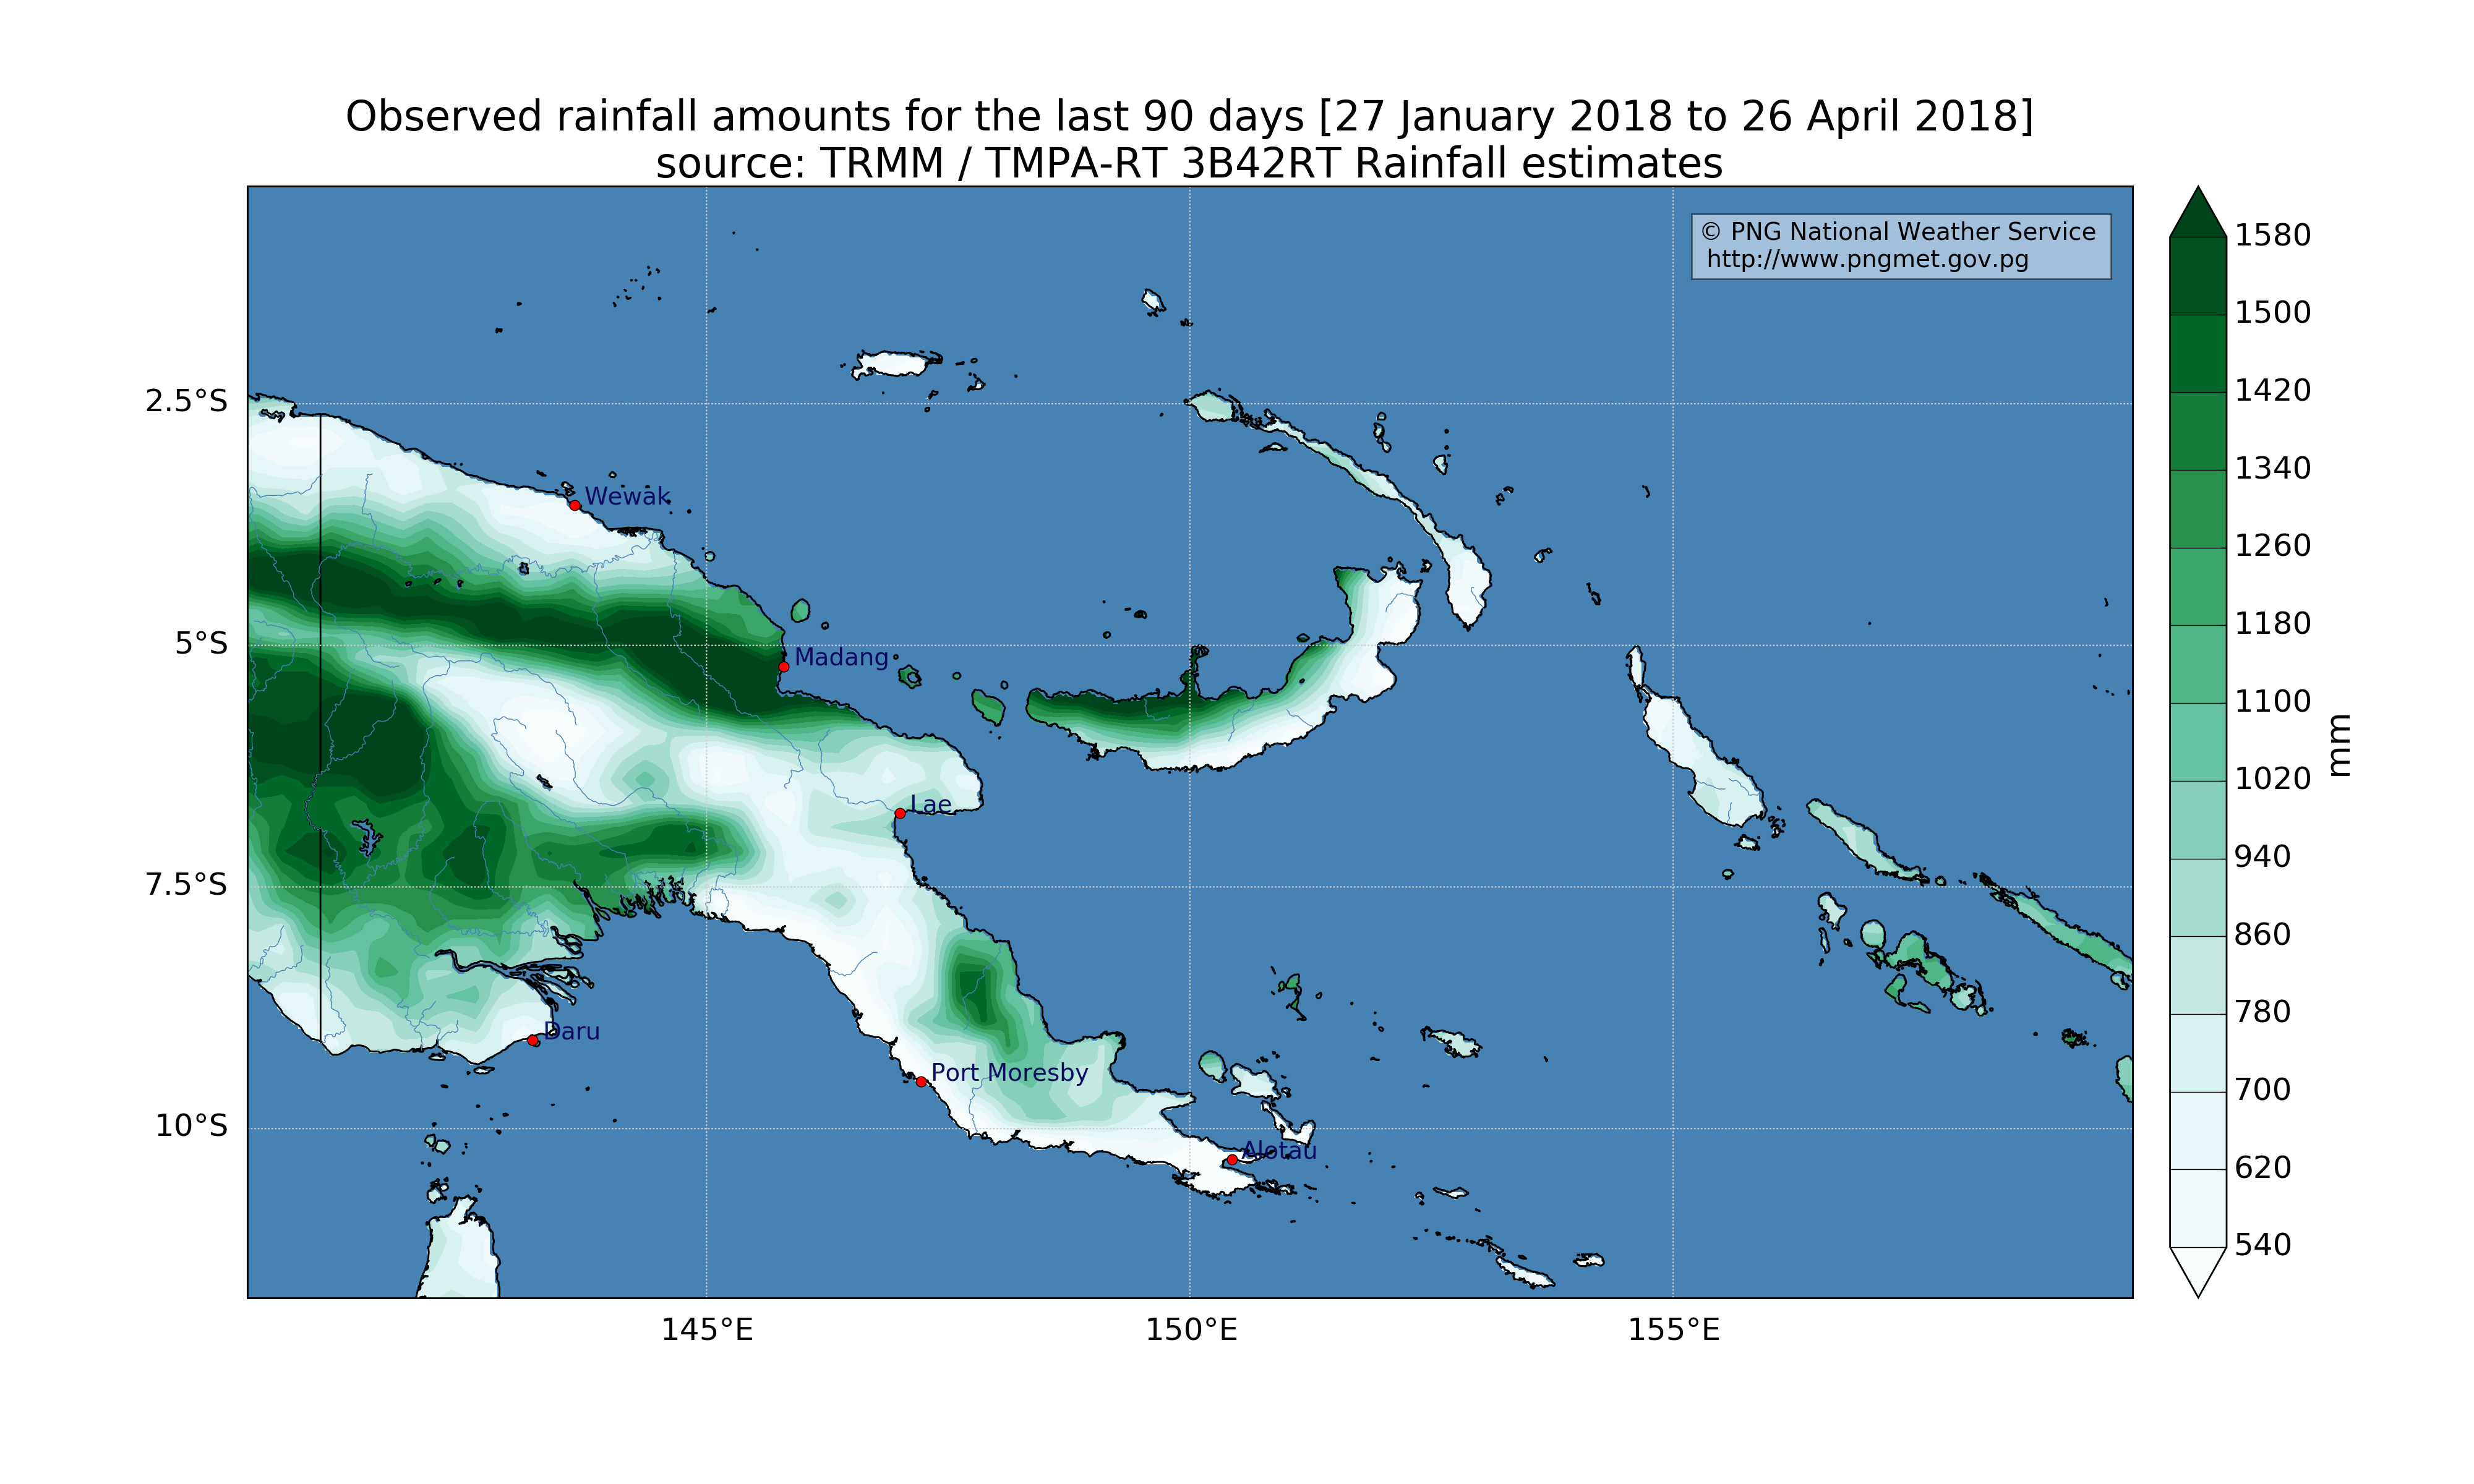 Observed rainfall amounts for the last 90 days [27 January 2018 to 26 April 2018]
source: TRMM / TMPA-RT 3B42RT Rainfall estimates
© PNG National Weather Service
http://www.pngmet.gov.pg
2.5°S
5°S
7.5°S
10°S
Wewak
Madang
Lae
Daru
Port Moresby
Alotau
145°E
150°E
155°E
1580
1500
1420
1340
1260
1180
1100
1020
940
860
780
700
620
540
mm